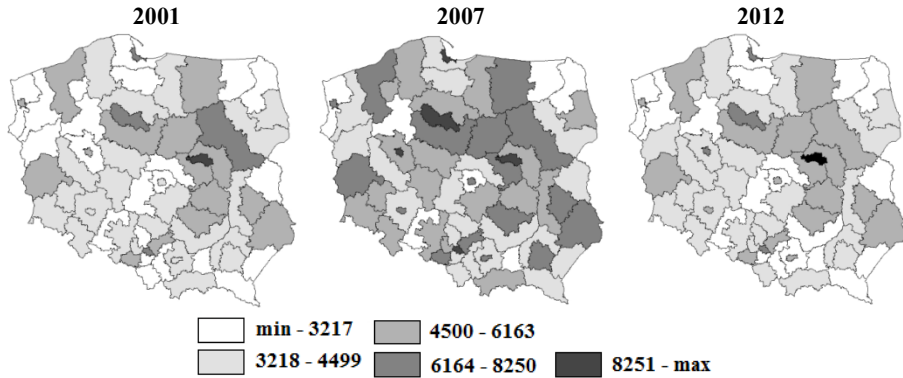 2001 2007 2012
min - 3217 4500 - 6163
3218 - 4499 6164 - 8250 8251 - max